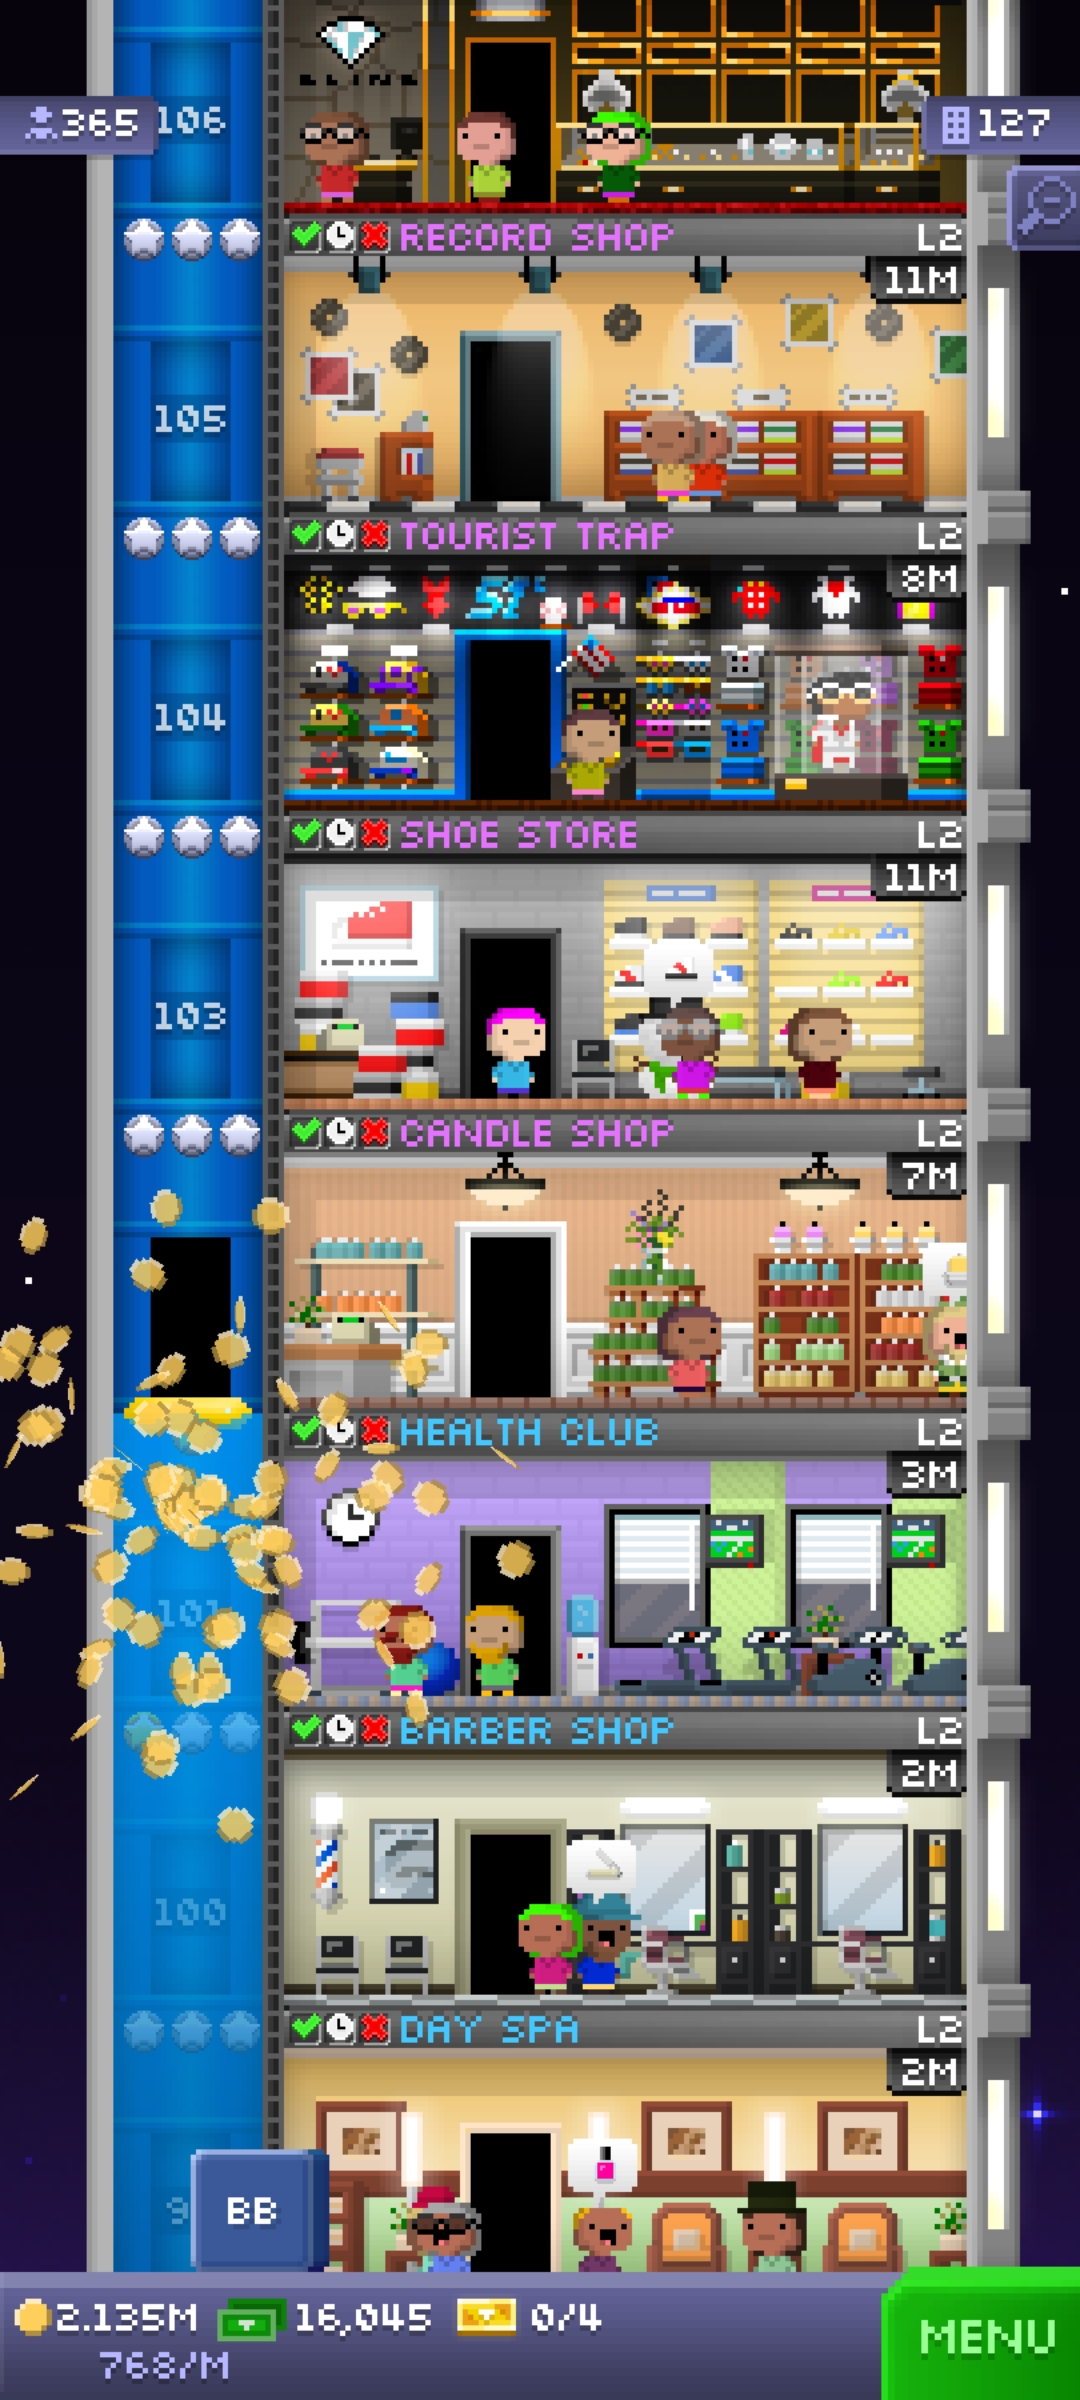 BLING
365
106
127
RECORD SHOP L2
11M
105
TOURIST TRAP L2
8M
104
SHOE STORE L2
11M
103
CANDLE SHOP L2
7M
HEALTH CLUB L2
3M
101
BARBER SHOP L2
2M
100
DAY SPA L2
2M
9
BB
2.135M 16,045 0/4
768/M
MENU